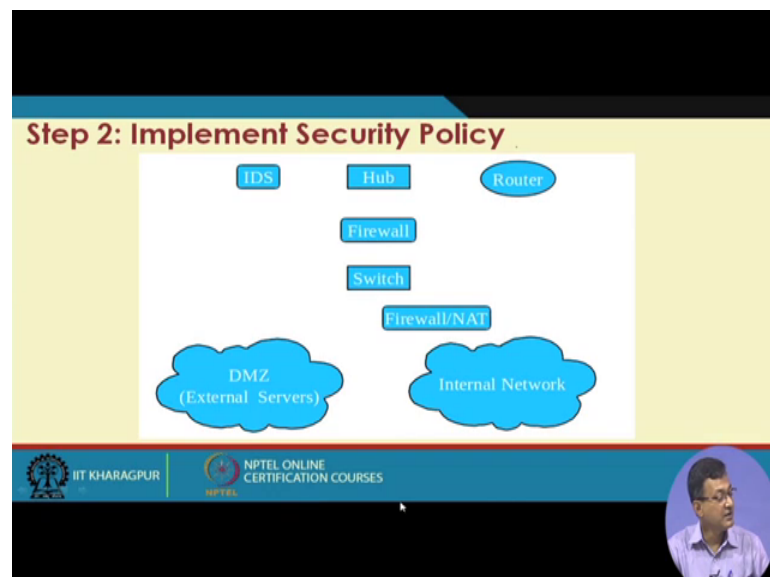 Step 2: Implement Security Policy
IDS
Hub
Router
Firewall
Switch
Firewall/NAT
DMZ
(External Servers)
Internal Network
IIT KHARAGPUR
NPTEL
NPTEL ONLINE
CERTIFICATION COURSES